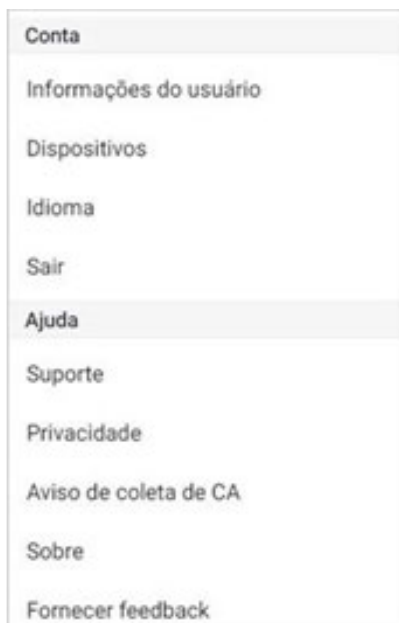 Conta
Informações do usuário
Dispositivos
Idioma
Sair
Ajuda
Suporte
Privacidade
Aviso de coleta de CA
Sobre
Fornecer feedback